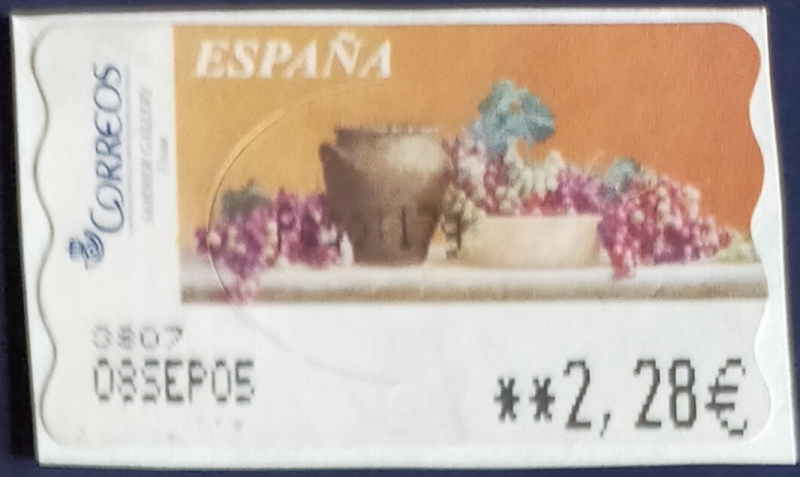 ESPAÑA
CORREOS
0807
08SEP05
**2,28€